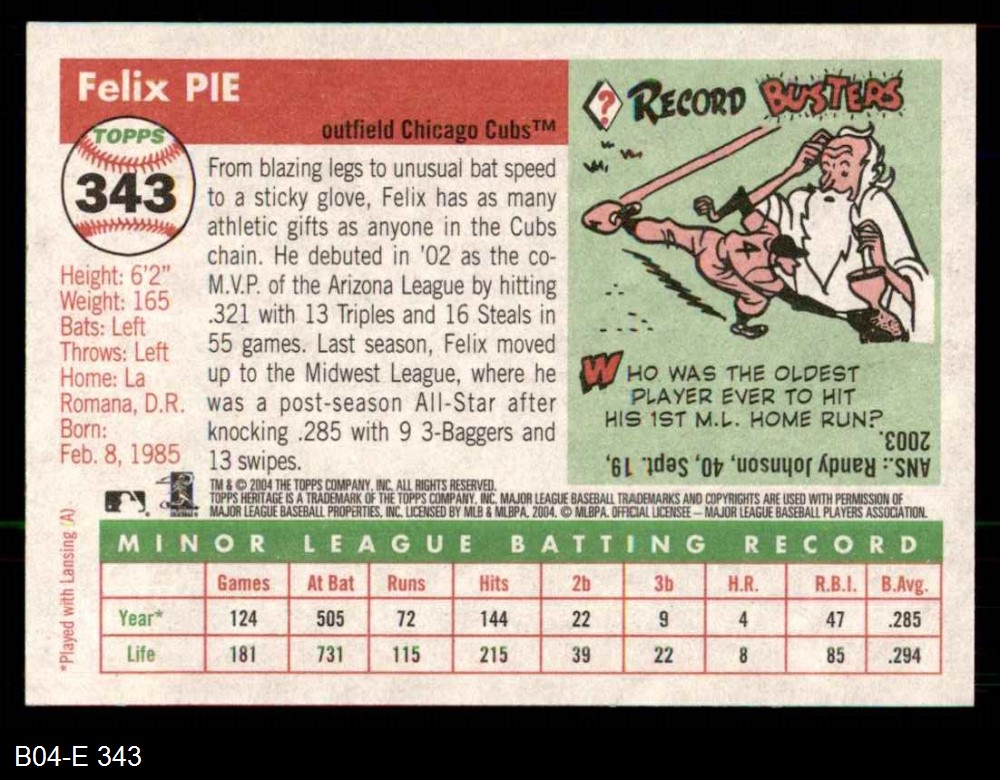 Felix PIE
outfield Chicago Cubs™
TOPPS
343
Height: 6'2"
Weight: 165
Bats: Left
Throws: Left
Home: La
Romana, D.R.
Born:
Feb. 8, 1985
From blazing legs to unusual bat speed
to a sticky glove, Felix has as many
athletic gifts as anyone in the Cubs
chain. He debuted in '02 as the co-
M.V.P. of the Arizona League by hitting
.321 with 13 Triples and 16 Steals in
55 games. Last season, Felix moved
up to the Midwest League, where he
was a post-season All-Star after
knocking .285 with 9 3-Baggers and
13 swipes.
? RECORD BUSTERS
4
WHO WAS THE OLDEST
PLAYER EVER TO HIT
HIS 1ST M.L. HOME RUN?
ANS.: Randy Johnson, 40, Sept. 19,
2003.
TM & © 2004 THE TOPPS COMPANY, INC. ALL RIGHTS RESERVED.
TOPPS HERITAGE IS A TRADEMARK OF THE TOPPS COMPANY, INC. MAJOR LEAGUE BASEBALL TRADEMARKS AND COPYRIGHTS ARE USED WITH PERMISSION OF
MAJOR LEAGUE BASEBALL PROPERTIES, INC. LICENSED BY MLB & MLBPA. 2004. © MLBPA. OFFICIAL LICENSEE – MAJOR LEAGUE BASEBALL PLAYERS ASSOCIATION.
*Played with Lansing (A)
MINOR LEAGUE BATTING RECORD
Games At Bat Runs Hits 2b 3b H.R. R.B.I. B.Avg.
Year* 124 505 72 144 22 9 4 47 .285
Life 181 731 115 215 39 22 8 85 .294
B04-E 343